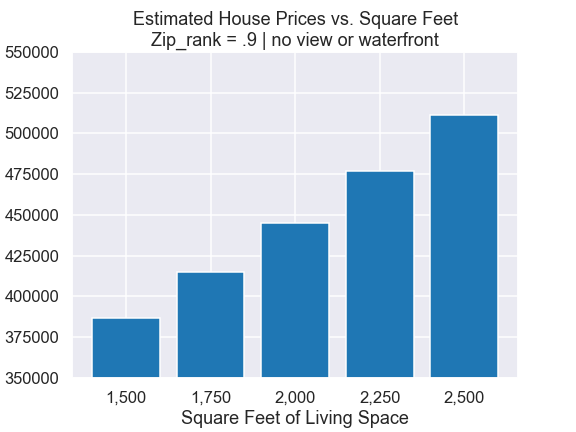 Estimated House Prices vs. Square Feet
Zip_rank = .9 | no view or waterfront
550000
525000
500000
475000
450000
425000
400000
375000
350000
1,500 1,750 2,000 2,250 2,500
Square Feet of Living Space